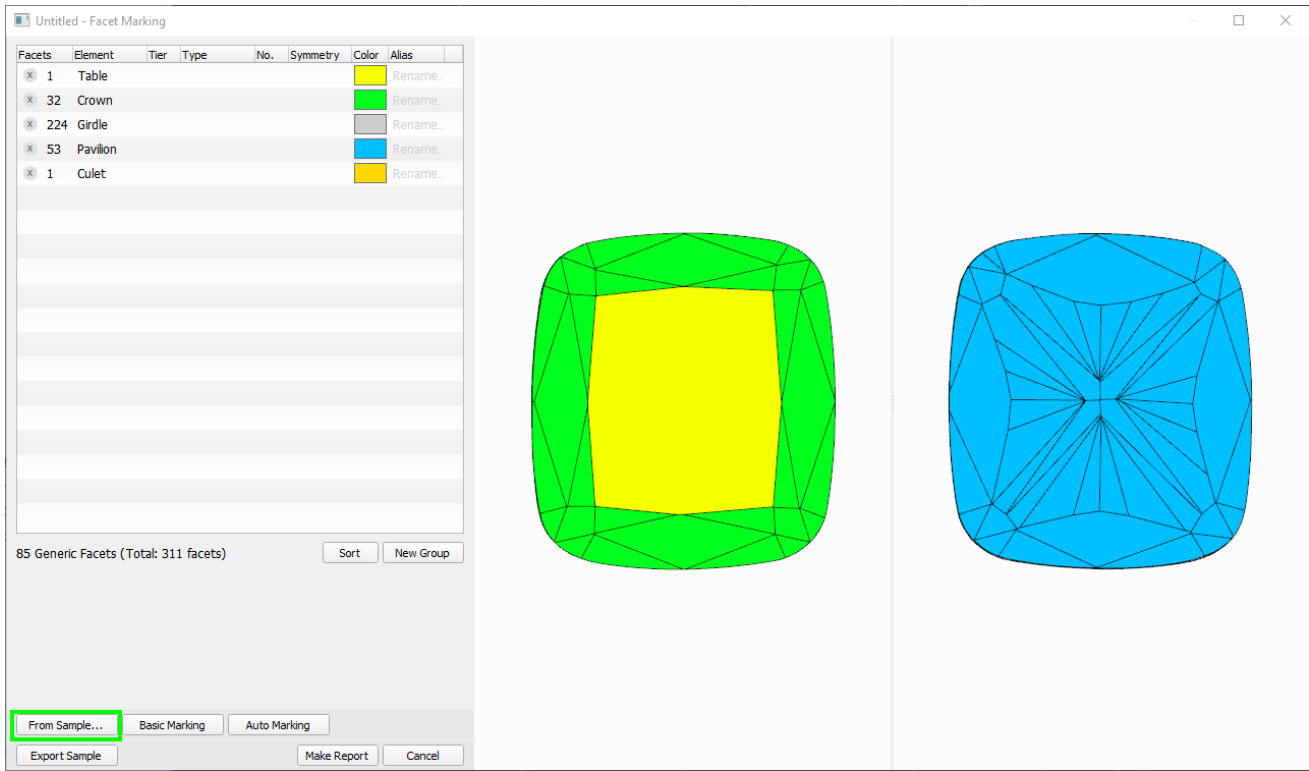 Untitled - Facet Marking
Facets Element Tier Type No. Symmetry Color Alias
x 1 Table Rename..
x 32 Crown Rename..
x 224 Girdle Rename..
x 53 Pavilion Rename..
x 1 Culet Rename..
85 Generic Facets (Total: 311 facets) Sort New Group
From Sample... Basic Marking Auto Marking
Export Sample Make Report Cancel